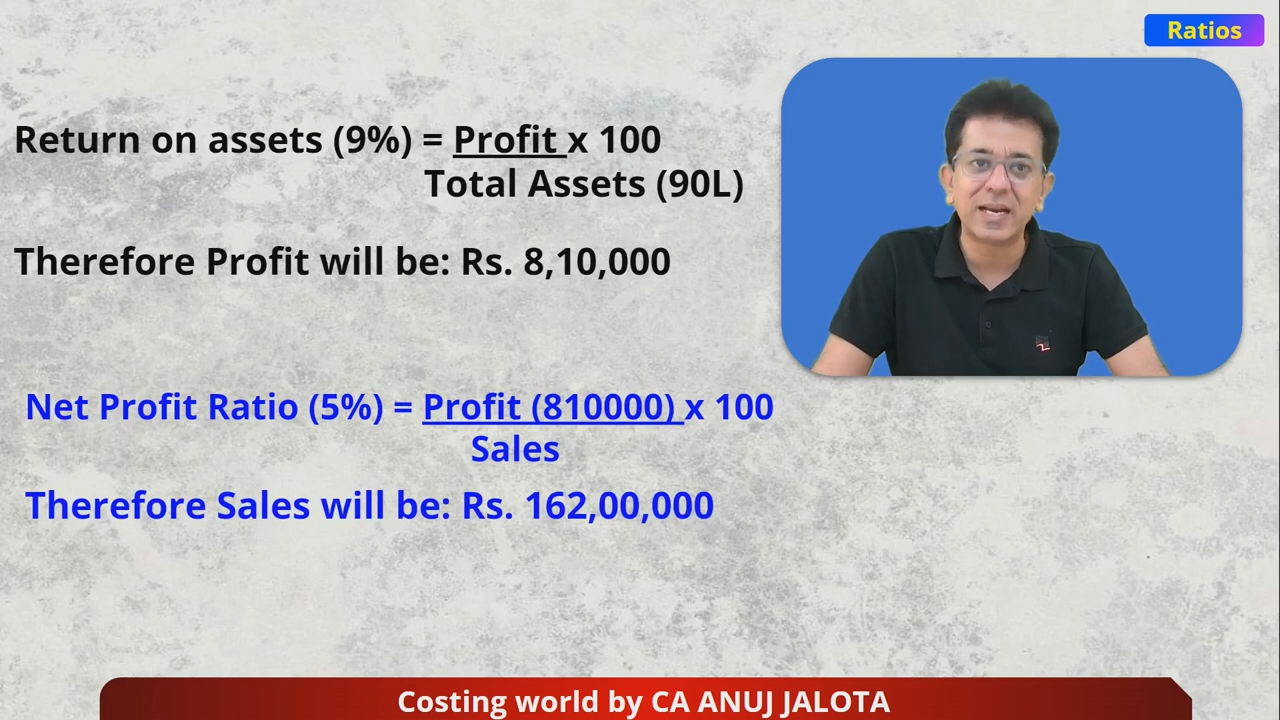 Ratios
Return on assets (9%) = Profit x 100
Total Assets (90L)
Therefore Profit will be: Rs. 8,10,000
Net Profit Ratio (5%) = Profit (810000) x 100
Sales
Therefore Sales will be: Rs. 162,00,000
Costing world by CA ANUJ JALOTA